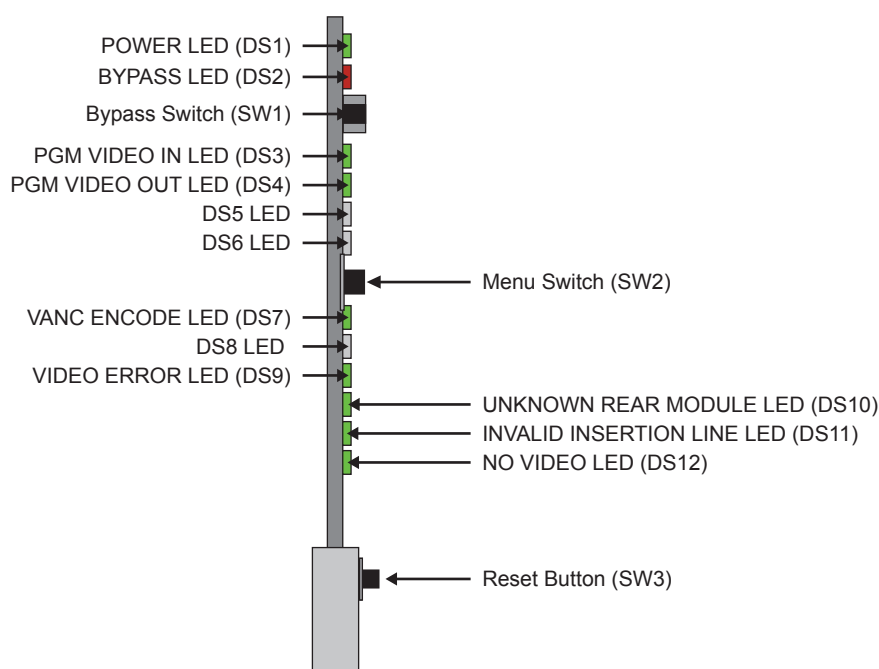 POWER LED (DS1)
BYPASS LED (DS2)
Bypass Switch (SW1)
PGM VIDEO IN LED (DS3)
PGM VIDEO OUT LED (DS4)
DS5 LED
DS6 LED
Menu Switch (SW2)
VANC ENCODE LED (DS7)
DS8 LED
VIDEO ERROR LED (DS9)
UNKNOWN REAR MODULE LED (DS10)
INVALID INSERTION LINE LED (DS11)
NO VIDEO LED (DS12)
Reset Button (SW3)